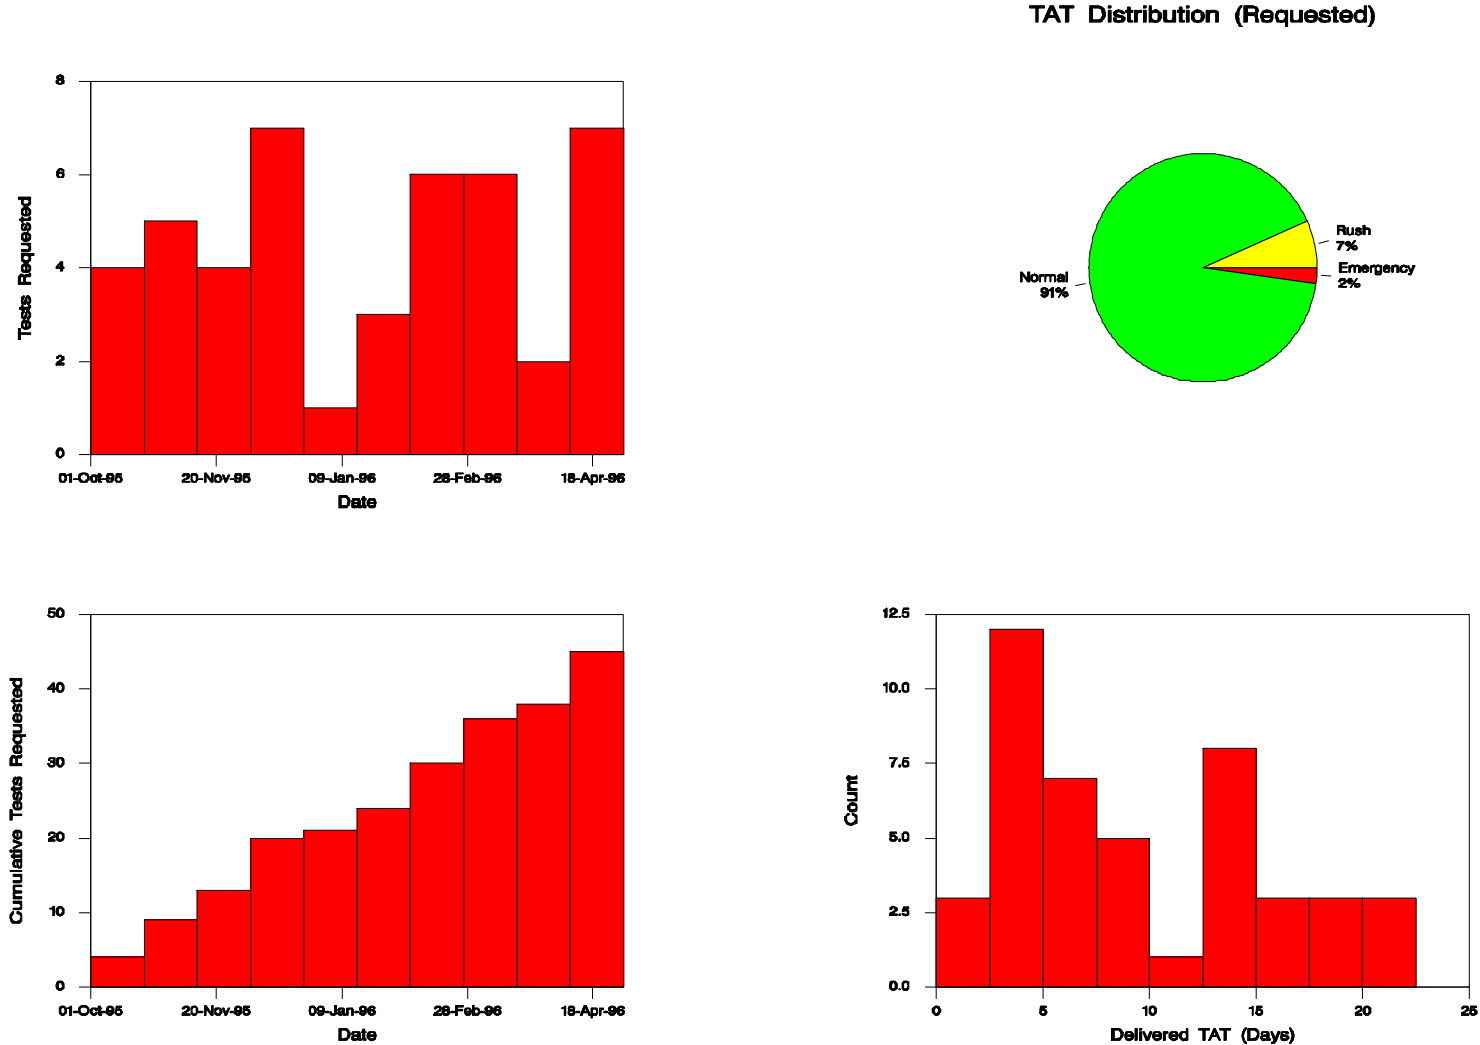 TAT Distribution (Requested)
8
6
4
2
0
Tests Requested
01-Oct-95 20-Nov-95 09-Jan-96 28-Feb-96 18-Apr-96
Date
Rush
7%
Emergency
2%
Normal
91%
50
40
30
20
10
0
Cumulative Tests Requested
01-Oct-95 20-Nov-95 09-Jan-96 28-Feb-96 18-Apr-96
Date
12.5
10.0
7.5
5.0
2.5
0.0
Count
0 5 10 15 20 25
Delivered TAT (Days)